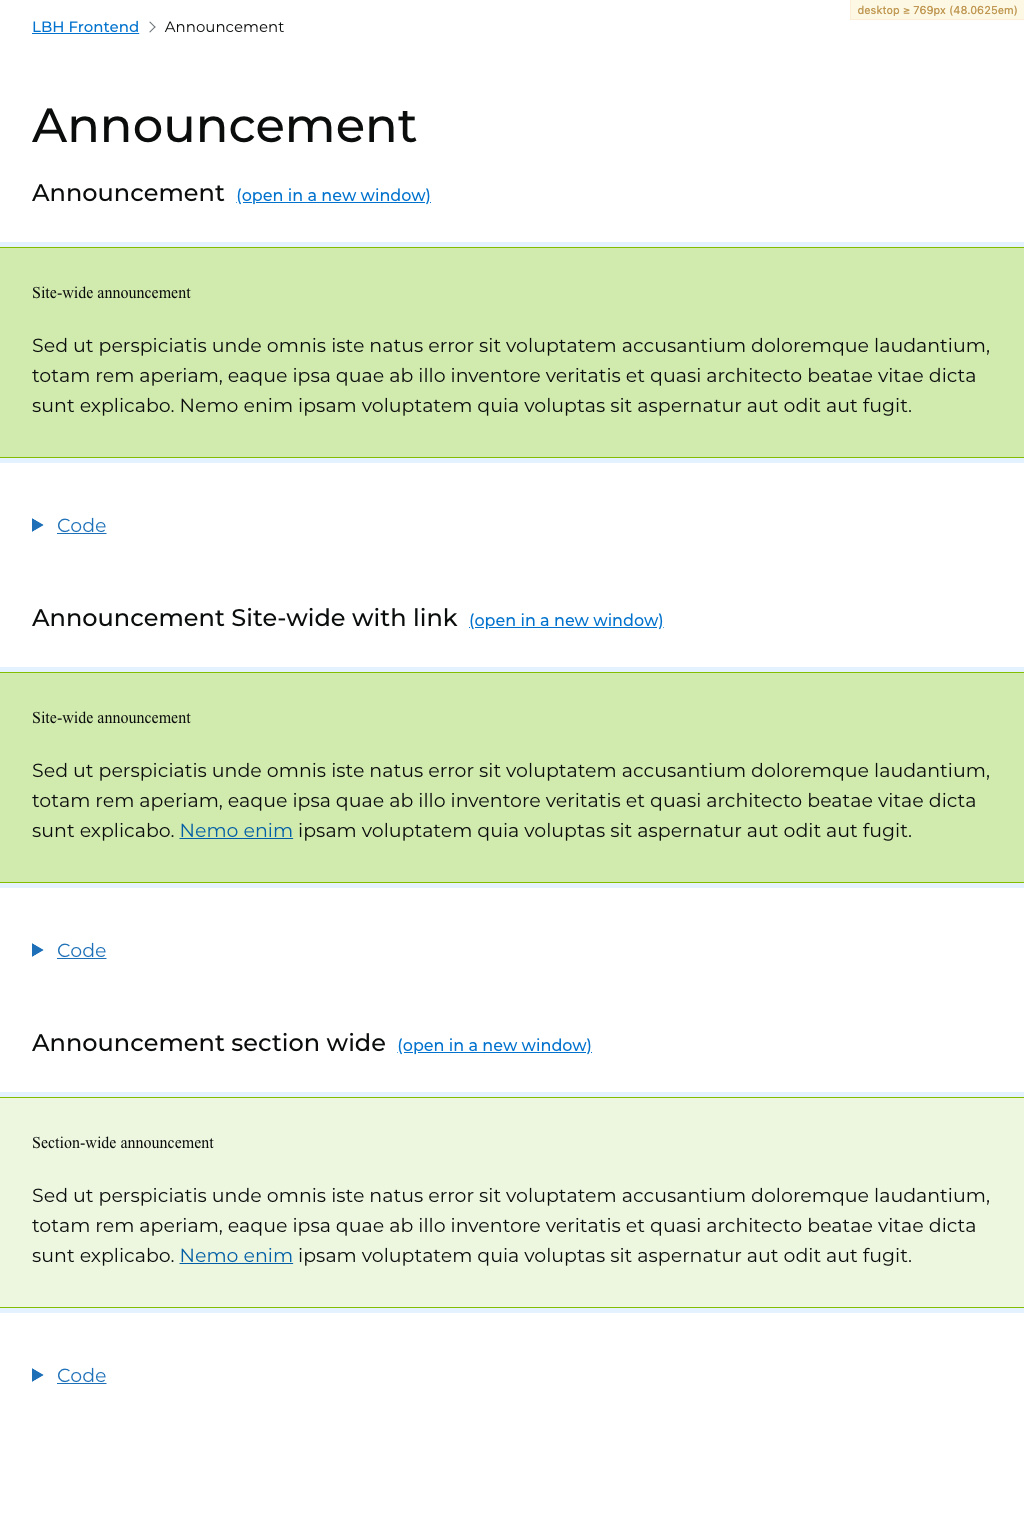 desktop ≥ 769px (48.0625em)
LBH Frontend > Announcement
Announcement
Announcement (open in a new window)
Site-wide announcement
Sed ut perspiciatis unde omnis iste natus error sit voluptatem accusantium doloremque laudantium,
totam rem aperiam, eaque ipsa quae ab illo inventore veritatis et quasi architecto beatae vitae dicta
sunt explicabo. Nemo enim ipsam voluptatem quia voluptas sit aspernatur aut odit aut fugit.
Code
Announcement Site-wide with link (open in a new window)
Site-wide announcement
Sed ut perspiciatis unde omnis iste natus error sit voluptatem accusantium doloremque laudantium,
totam rem aperiam, eaque ipsa quae ab illo inventore veritatis et quasi architecto beatae vitae dicta
sunt explicabo. Nemo enim ipsam voluptatem quia voluptas sit aspernatur aut odit aut fugit.
Code
Announcement section wide (open in a new window)
Section-wide announcement
Sed ut perspiciatis unde omnis iste natus error sit voluptatem accusantium doloremque laudantium,
totam rem aperiam, eaque ipsa quae ab illo inventore veritatis et quasi architecto beatae vitae dicta
sunt explicabo. Nemo enim ipsam voluptatem quia voluptas sit aspernatur aut odit aut fugit.
Code